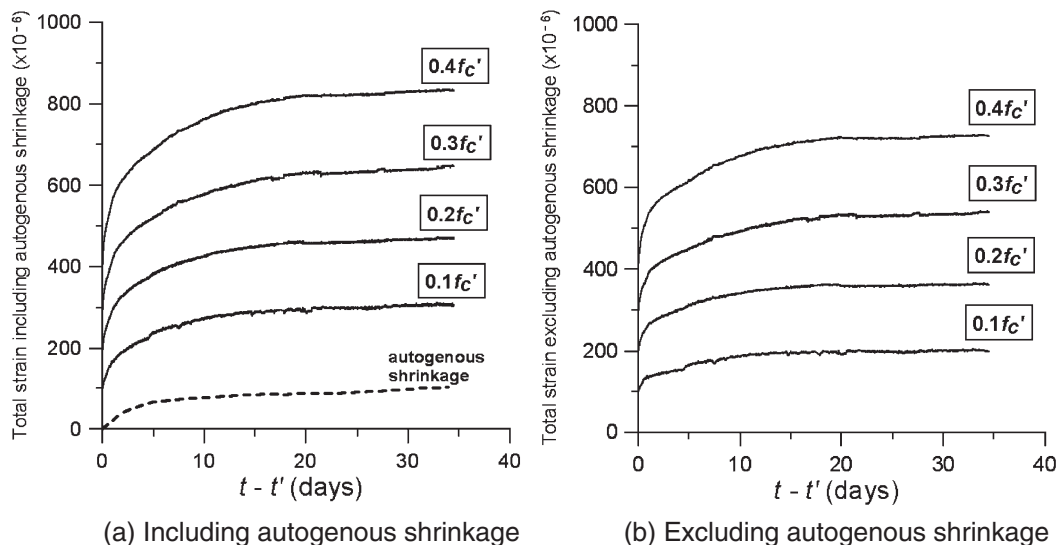 Total strain including autogenous shrinkage (x10⁻⁶)
1000
800
600
400
200
0
0.4fc'
0.3fc'
0.2fc'
0.1fc'
autogenous
shrinkage
0 10 20 30 40
t - t' (days)
(a) Including autogenous shrinkage
Total strain excluding autogenous shrinkage (x10⁻⁶)
1000
800
600
400
200
0
0.4fc'
0.3fc'
0.2fc'
0.1fc'
0 10 20 30 40
t - t' (days)
(b) Excluding autogenous shrinkage